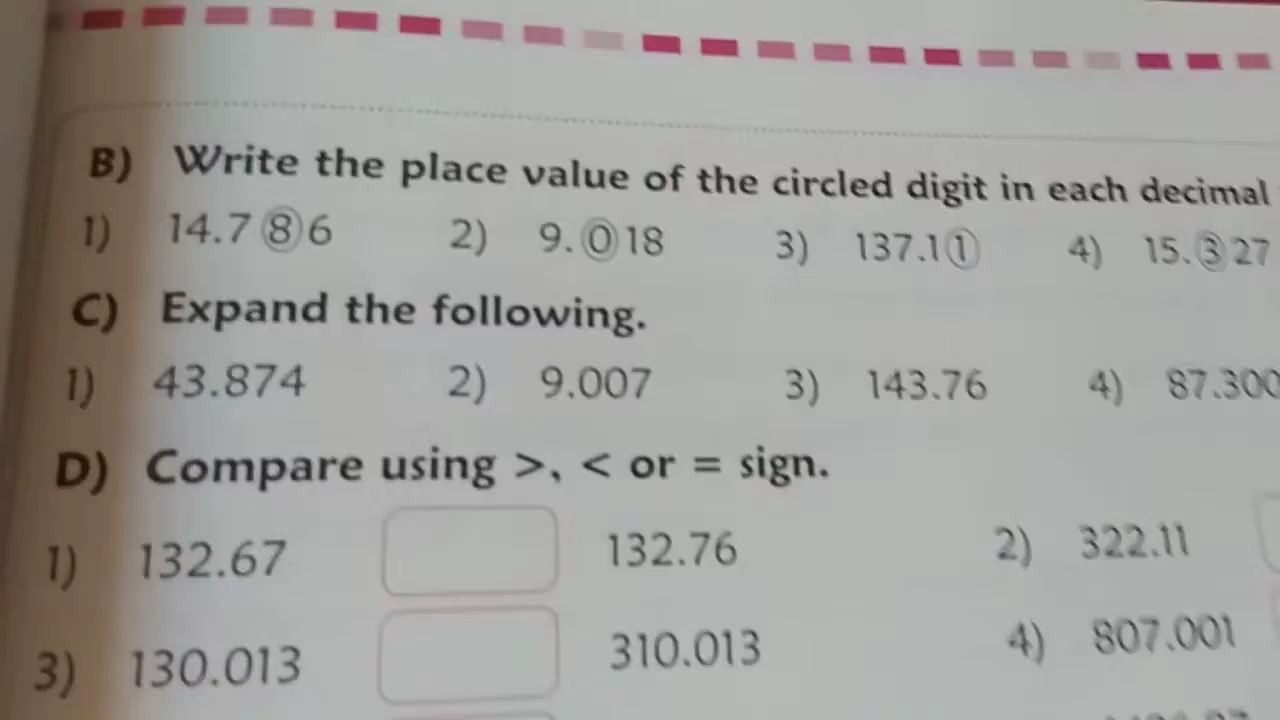 B) Write the place value of the circled digit in each decimal
1) 14.7⑧6 2) 9.⓪18 3) 137.1① 4) 15.③27
C) Expand the following.
1) 43.874 2) 9.007 3) 143.76 4) 87.300
D) Compare using >, < or = sign.
1) 132.67 132.76 2) 322.11
3) 130.013 310.013 4) 807.001